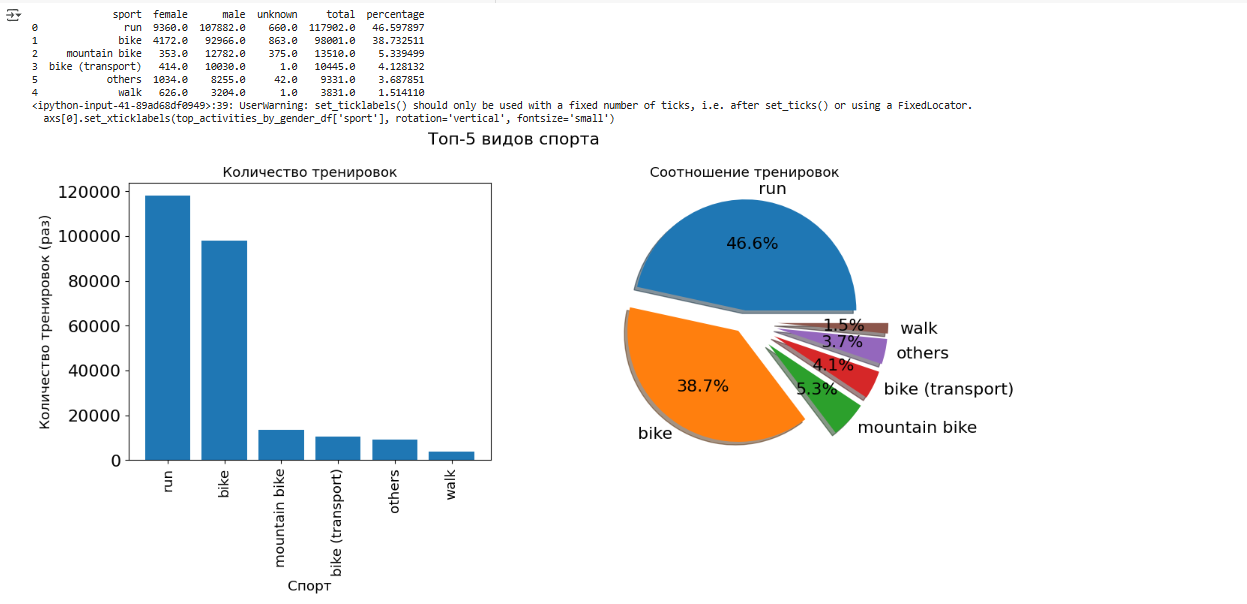 sport female male unknown total percentage
0 run 9360.0 107882.0 660.0 117902.0 46.597897
1 bike 4172.0 92966.0 863.0 98001.0 38.732511
2 mountain bike 353.0 12782.0 375.0 13510.0 5.339499
3 bike (transport) 414.0 10030.0 1.0 10445.0 4.128132
5 others 1034.0 8255.0 42.0 9331.0 3.687851
4 walk 626.0 3204.0 1.0 3831.0 1.514110
<ipython-input-41-89ad68df0949>:39: UserWarning: set_ticklabels() should only be used with a fixed number of ticks, i.e. after set_ticks() or using a FixedLocator.
axs[0].set_xticklabels(top_activities_by_gender_df['sport'], rotation='vertical', fontsize='small')
Топ-5 видов спорта
Количество тренировок
Количество тренировок (раз)
120000
100000
80000
60000
40000
20000
0
run
bike
mountain bike
bike (transport)
others
walk
Спорт
Соотношение тренировок
run
46.6%
1.5%
walk
3.7%
others
4.1%
bike (transport)
5.3%
mountain bike
38.7%
bike